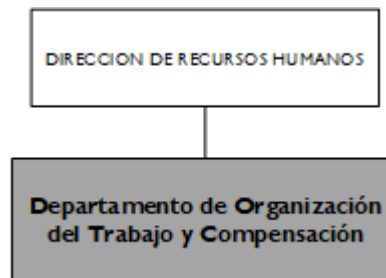 DIRECCION DE RECURSOS HUMANOS
Departamento de Organización
del Trabajo y Compensación